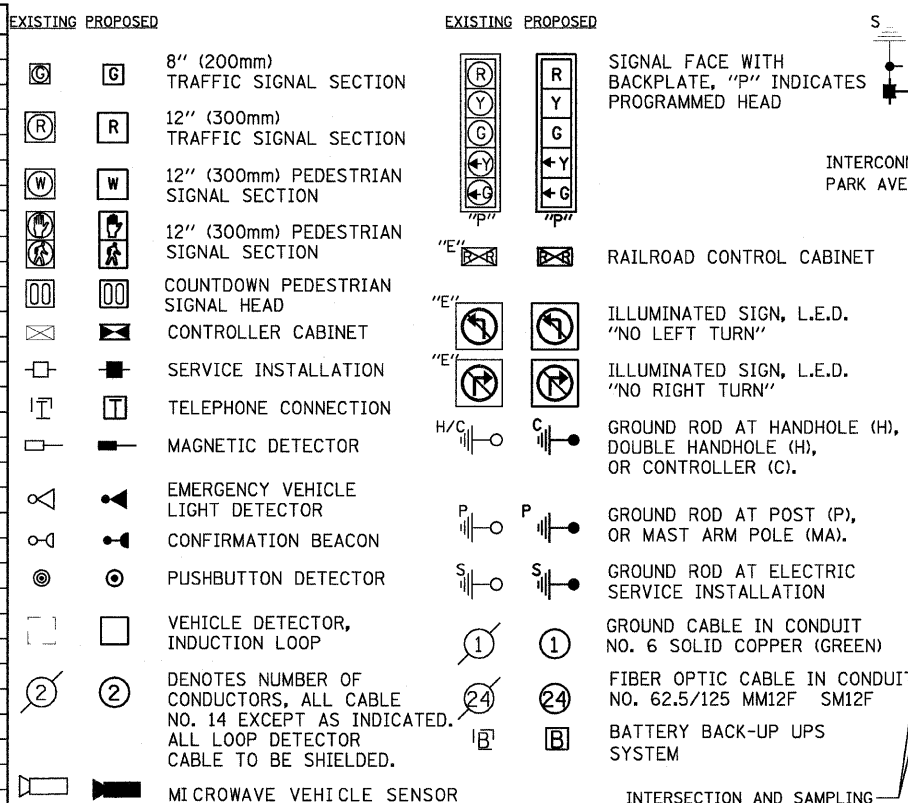 EXISTING PROPOSED
G G 8" (200mm)
TRAFFIC SIGNAL SECTION
R R 12" (300mm)
TRAFFIC SIGNAL SECTION
W W 12" (300mm) PEDESTRIAN
SIGNAL SECTION
12" (300mm) PEDESTRIAN
SIGNAL SECTION
00 00 COUNTDOWN PEDESTRIAN
SIGNAL HEAD
CONTROLLER CABINET
SERVICE INSTALLATION
T T TELEPHONE CONNECTION
MAGNETIC DETECTOR
EMERGENCY VEHICLE
LIGHT DETECTOR
CONFIRMATION BEACON
PUSHBUTTON DETECTOR
VEHICLE DETECTOR,
INDUCTION LOOP
2 2 DENOTES NUMBER OF
CONDUCTORS, ALL CABLE
NO. 14 EXCEPT AS INDICATED.
ALL LOOP DETECTOR
CABLE TO BE SHIELDED.
MICROWAVE VEHICLE SENSOR
EXISTING PROPOSED
R R
Y Y
G G
Y Y
G G
"P" "P"
SIGNAL FACE WITH
BACKPLATE, "P" INDICATES
PROGRAMMED HEAD
"E" RAILROAD CONTROL CABINET
"E" ILLUMINATED SIGN, L.E.D.
"NO LEFT TURN"
"E" ILLUMINATED SIGN, L.E.D.
"NO RIGHT TURN"
H/C C GROUND ROD AT HANDHOLE (H),
DOUBLE HANDHOLE (H),
OR CONTROLLER (C).
P P GROUND ROD AT POST (P),
OR MAST ARM POLE (MA).
S S GROUND ROD AT ELECTRIC
SERVICE INSTALLATION
1 1 GROUND CABLE IN CONDUIT
NO. 6 SOLID COPPER (GREEN)
24 24 FIBER OPTIC CABLE IN CONDUIT
NO. 62.5/125 MM12F SM12F
B B BATTERY BACK-UP UPS
SYSTEM
S
INTERCONN
PARK AVE
INTERSECTION AND SAMPLING